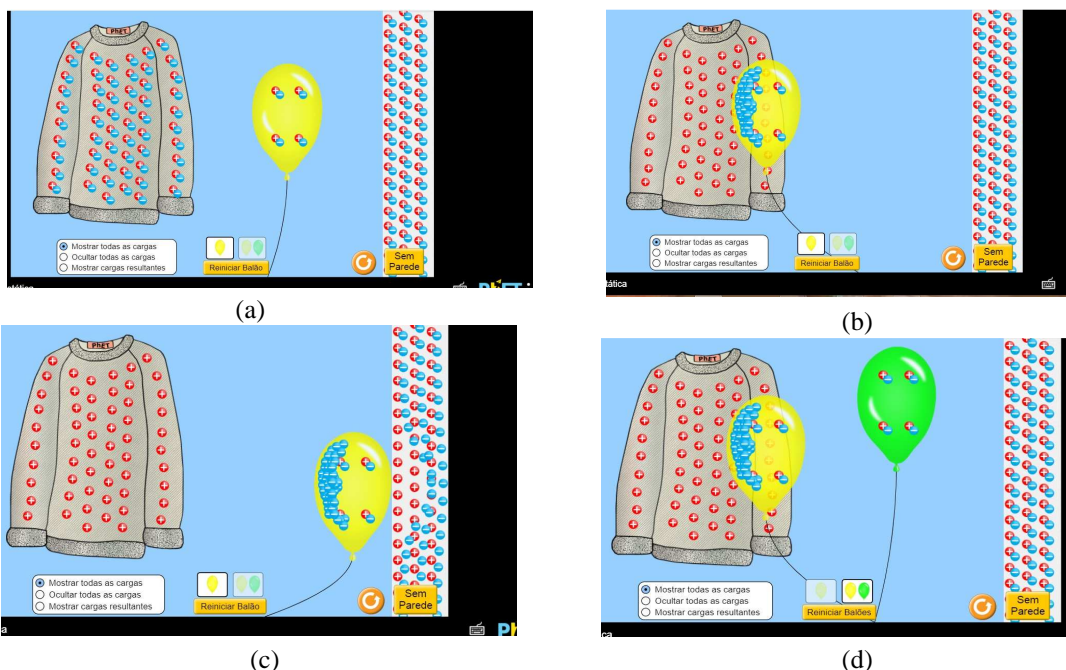 PhET
Mostrar todas as cargas
Ocultar todas as cargas
Mostrar cargas resultantes
Reiniciar Balão
Sem
Parede
stática
(a)
PhET
Mostrar todas as cargas
Ocultar todas as cargas
Mostrar cargas resultantes
Reiniciar Balão
Sem
Parede
tática
(b)
PhET
Mostrar todas as cargas
Ocultar todas as cargas
Mostrar cargas resultantes
Reiniciar Balão
Sem
Parede
a
(c)
PhET
Mostrar todas as cargas
Ocultar todas as cargas
Mostrar cargas resultantes
Reiniciar Balões
Sem
Parede
ca
(d)